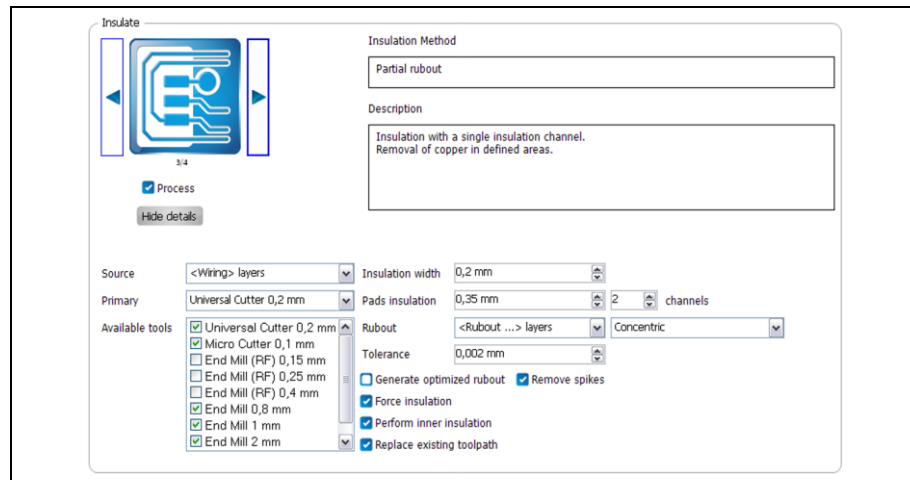 Insulate
Insulation Method
Partial rubout
Description
Insulation with a single insulation channel.
Removal of copper in defined areas.
3/4
Process
Hide details
Source <Wiring> layers Insulation width 0,2 mm
Primary Universal Cutter 0,2 mm Pads insulation 0,35 mm 2 channels
Available tools Universal Cutter 0,2 mm Rubout <Rubout ...> layers Concentric
Micro Cutter 0,1 mm
End Mill (RF) 0,15 mm Tolerance 0,002 mm
End Mill (RF) 0,25 mm Generate optimized rubout Remove spikes
End Mill (RF) 0,4 mm Force insulation
End Mill 0,8 mm
End Mill 1 mm Perform inner insulation
End Mill 2 mm Replace existing toolpath